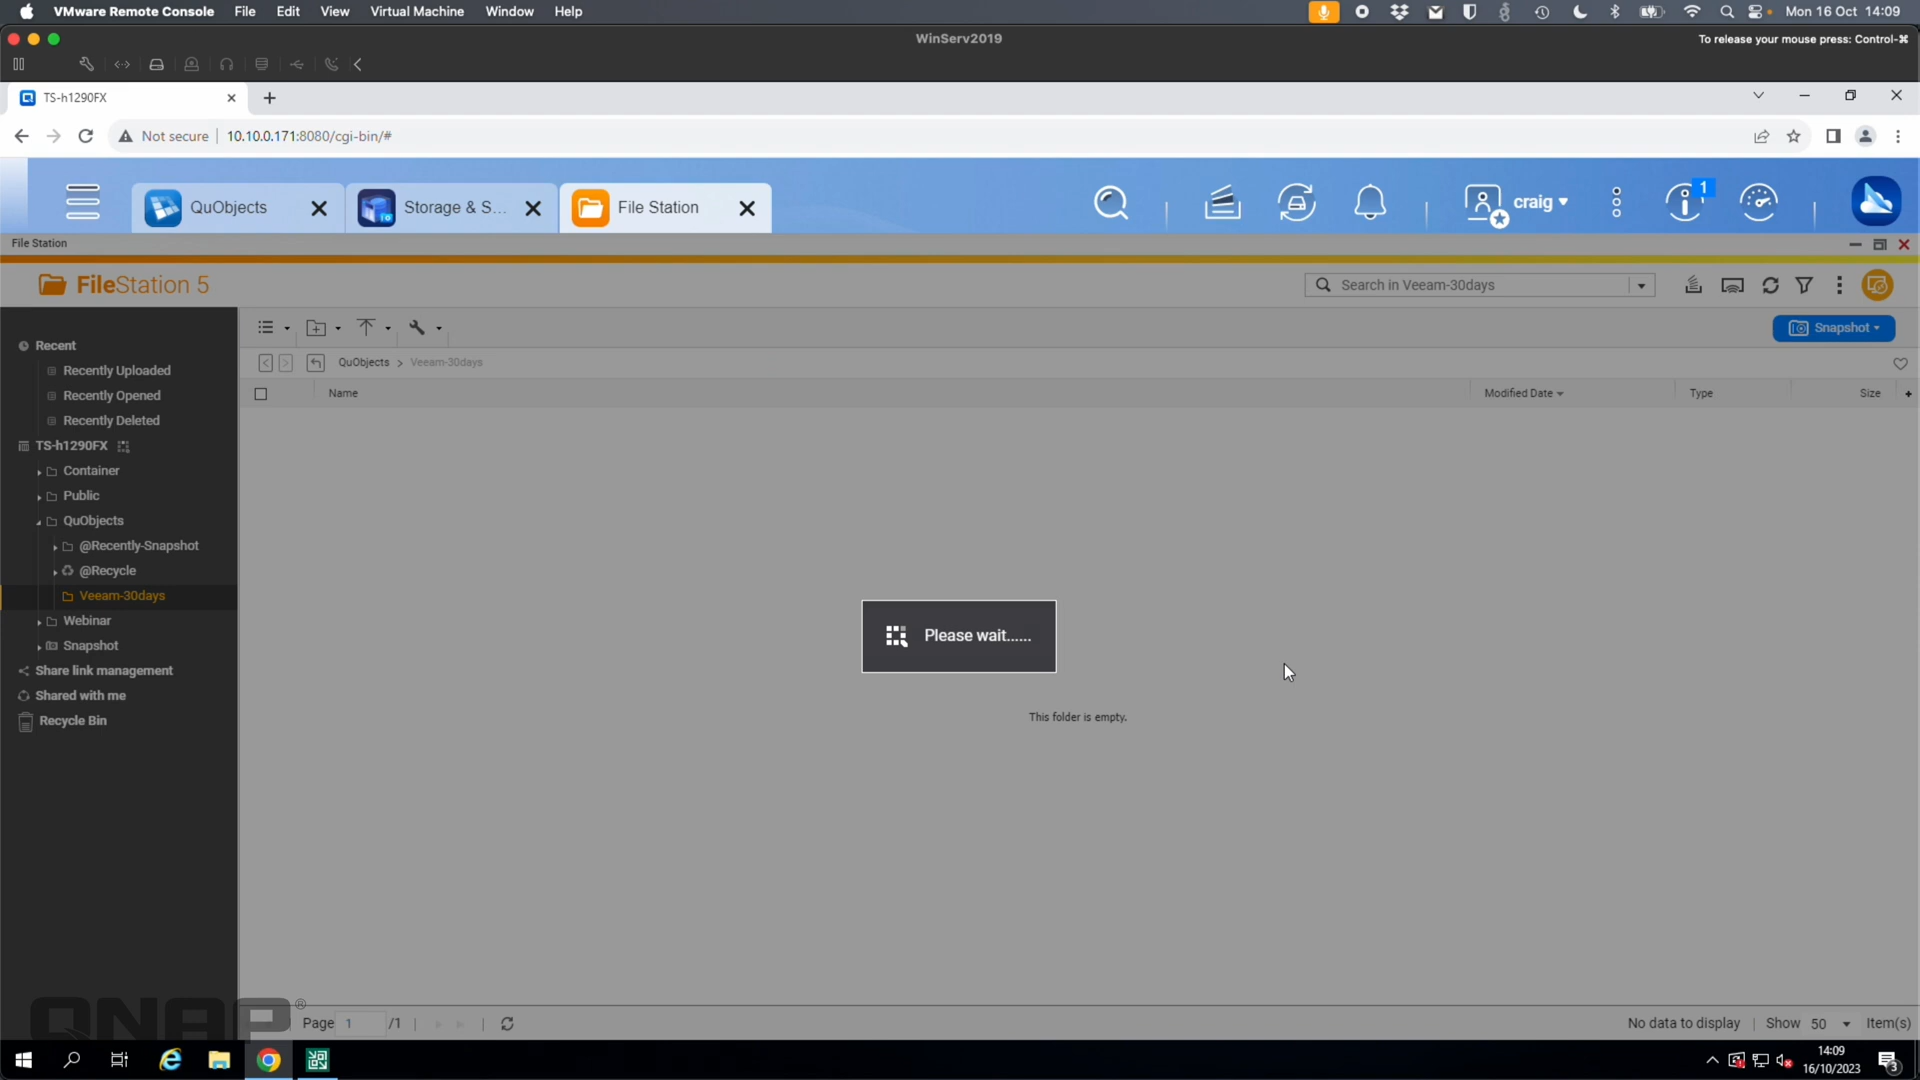 VMware Remote Console File Edit View Virtual Machine Window Help Mon 16 Oct 14:09
WinServ2019 To release your mouse press: Control-⌘
TS-h1290FX
Not secure 10.10.0.171:8080/cgi-bin/#
QuObjects Storage & S... File Station craig 1
File Station
FileStation 5 Search in Veeam-30days
Snapshot
QuObjects > Veeam-30days
Name Modified Date Type Size
Recent
Recently Uploaded
Recently Opened
Recently Deleted
TS-h1290FX
Container
Public
QuObjects
@Recently-Snapshot
@Recycle
Veeam-30days
Webinar
Snapshot
Share link management
Shared with me
Recycle Bin
Please wait......
This folder is empty.
QNAP®
Page 1 /1 No data to display Show 50 Item(s)
14:09
16/10/2023 3